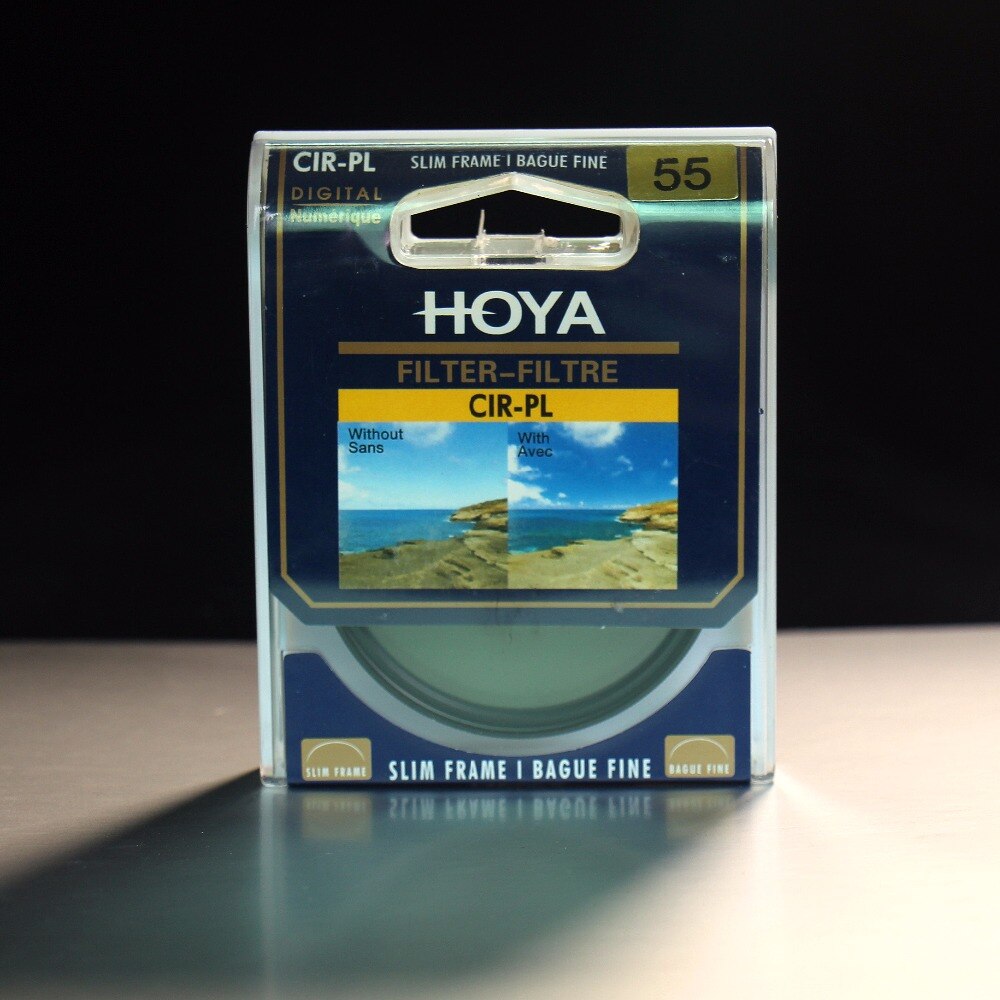 CIR-PL SLIM FRAME | BAGUE FINE 55
DIGITAL
Numérique
HOYA
FILTER-FILTRE
CIR-PL
Without With
Sans Avec
SLIM FRAME SLIM FRAME | BAGUE FINE BAGUE FINE